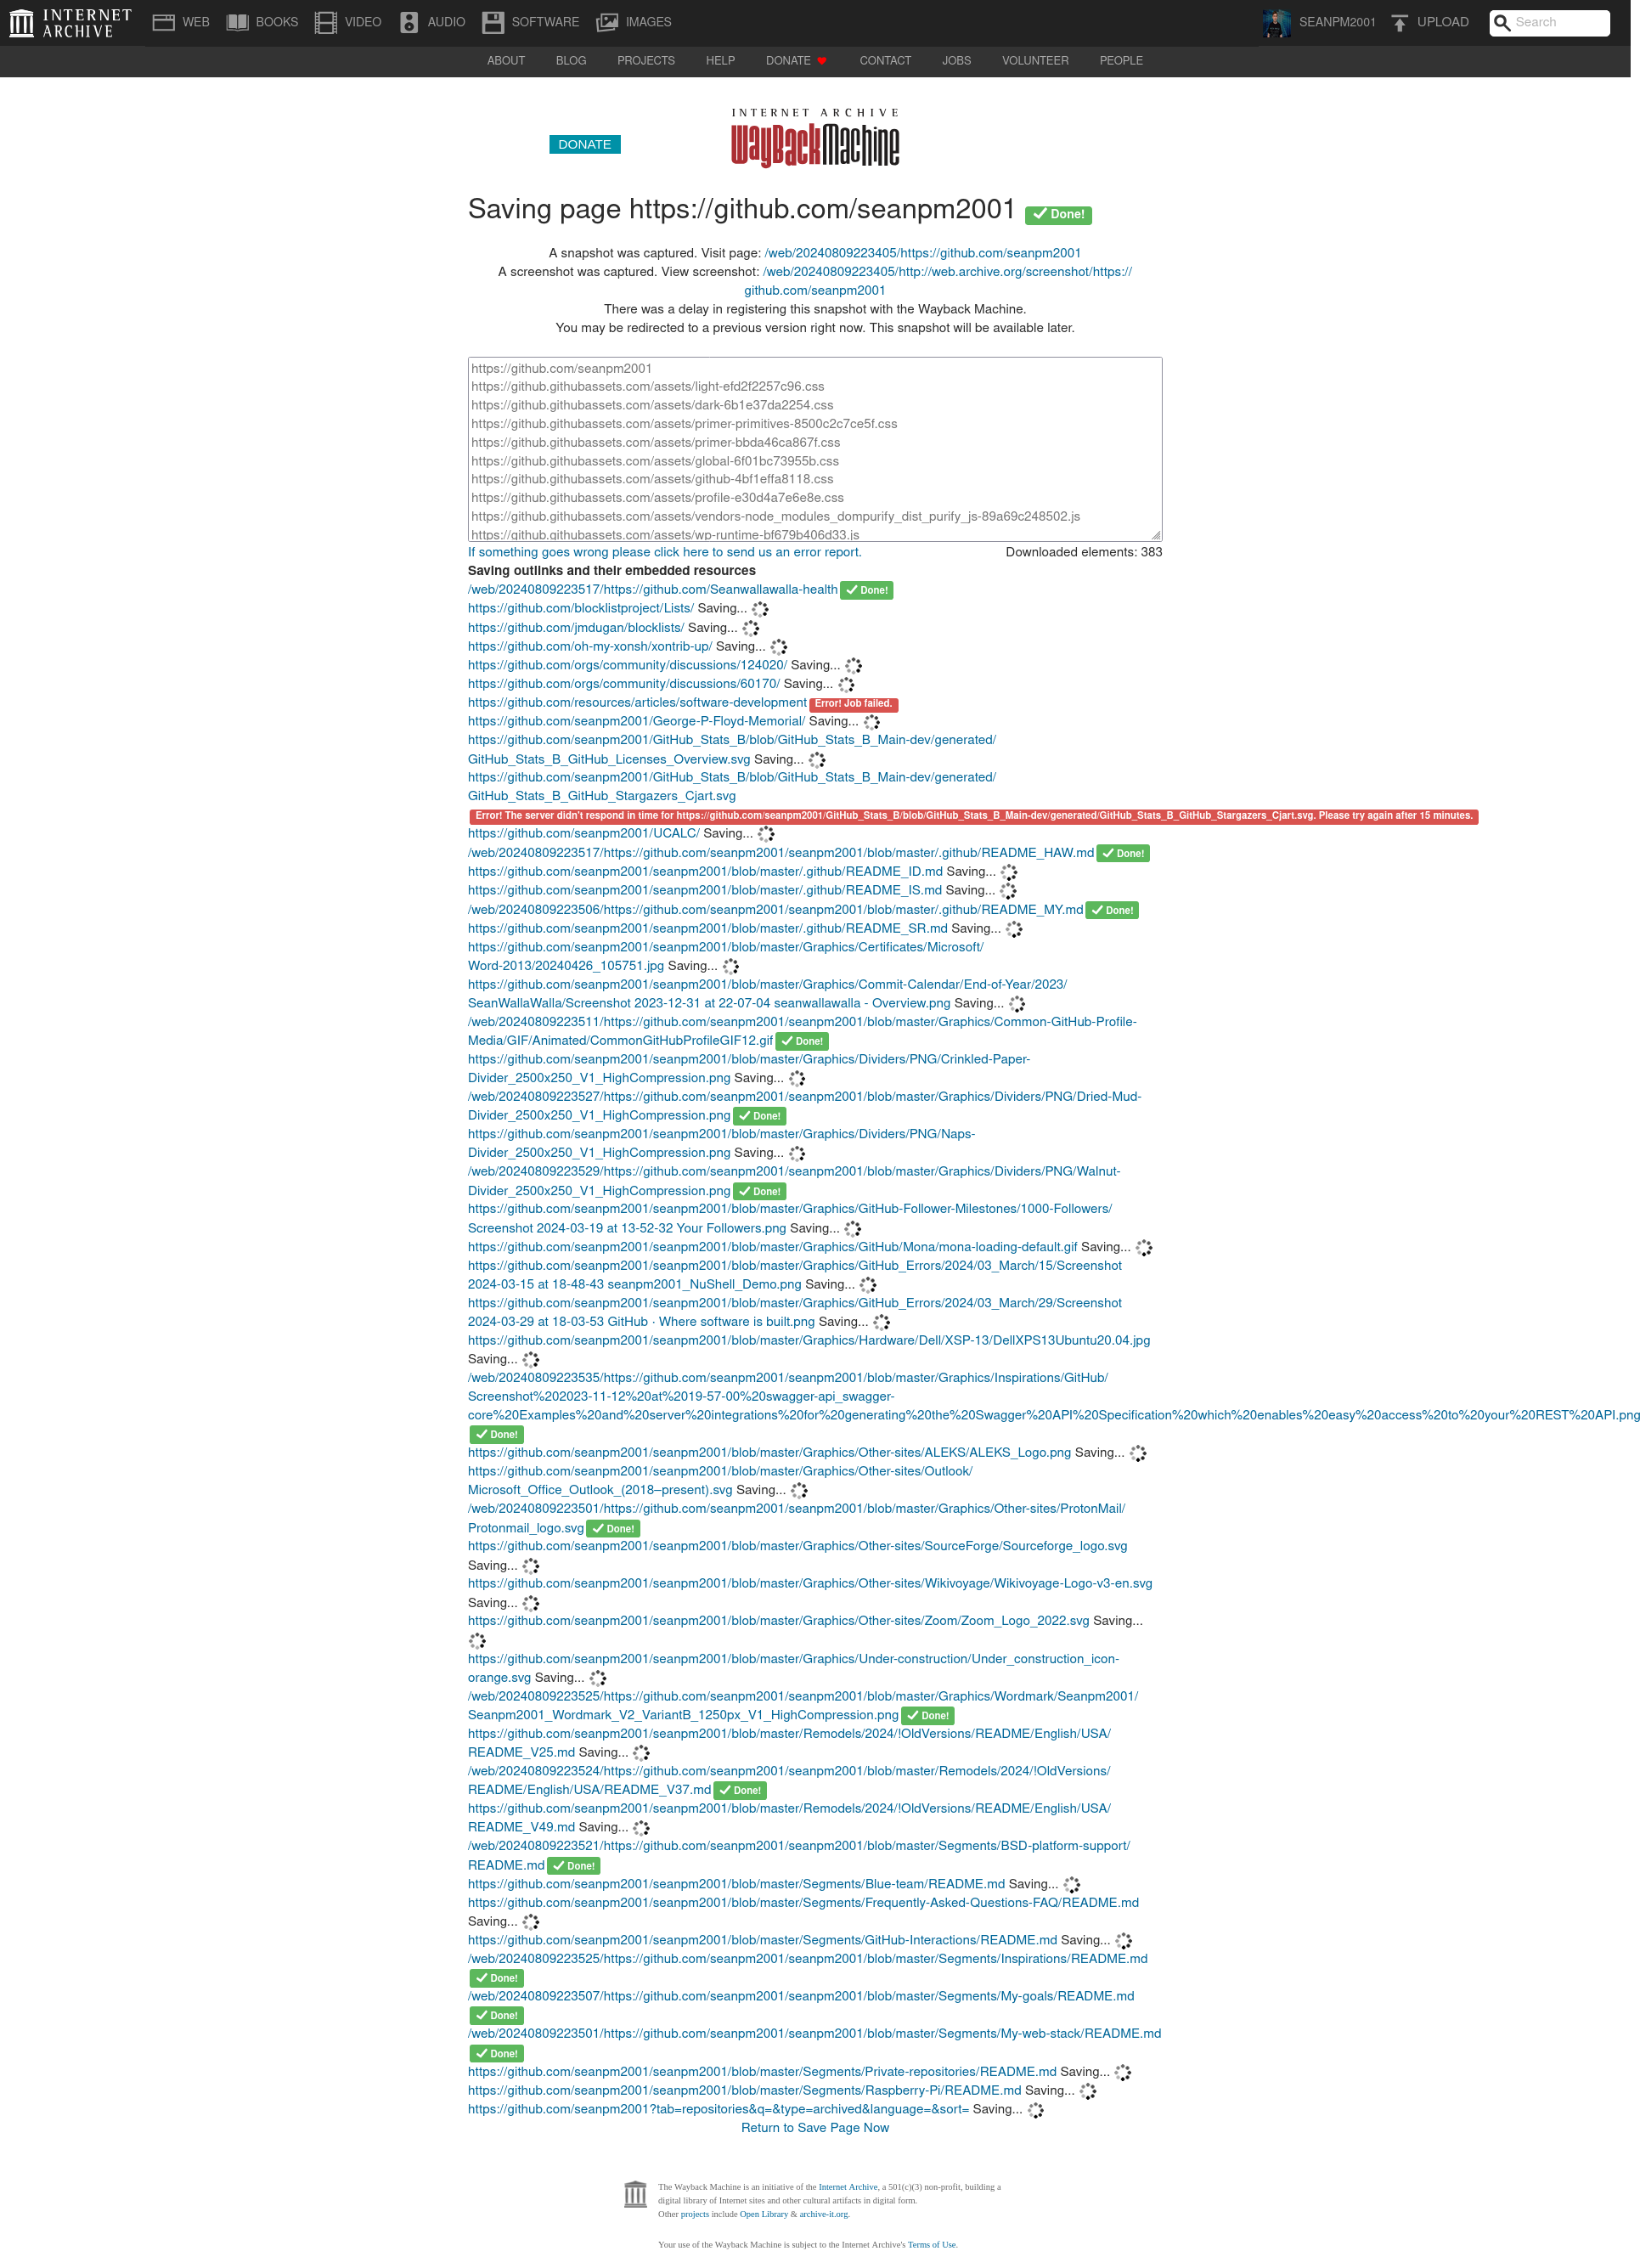 INTERNET ARCHIVE
WEB
BOOKS
VIDEO
AUDIO
SOFTWARE
IMAGES
SEANPM2001
UPLOAD
Search
ABOUT
BLOG
PROJECTS
HELP
DONATE
CONTACT
JOBS
VOLUNTEER
PEOPLE
DONATE
INTERNET ARCHIVE
WayBackMachine
Saving page https://github.com/seanpm2001 Done!
A snapshot was captured. Visit page: /web/20240809223405/https://github.com/seanpm2001
A screenshot was captured. View screenshot: /web/20240809223405/http://web.archive.org/screenshot/https://
github.com/seanpm2001
There was a delay in registering this snapshot with the Wayback Machine.
You may be redirected to a previous version right now. This snapshot will be available later.
https://github.com/seanpm2001
https://github.githubassets.com/assets/light-efd2f2257c96.css
https://github.githubassets.com/assets/dark-6b1e37da2254.css
https://github.githubassets.com/assets/primer-primitives-8500c2c7ce5f.css
https://github.githubassets.com/assets/primer-bbda46ca867f.css
https://github.githubassets.com/assets/global-6f01bc73955b.css
https://github.githubassets.com/assets/github-4bf1effa8118.css
https://github.githubassets.com/assets/profile-e30d4a7e6e8e.css
https://github.githubassets.com/assets/vendors-node_modules_dompurify_dist_purify_js-89a69c248502.js
https://github.githubassets.com/assets/wp-runtime-bf679b406d33.js
If something goes wrong please click here to send us an error report.
Downloaded elements: 383
Saving outlinks and their embedded resources
/web/20240809223517/https://github.com/Seanwallawalla-health Done!
https://github.com/blocklistproject/Lists/ Saving...
https://github.com/jmdugan/blocklists/ Saving...
https://github.com/oh-my-xonsh/xontrib-up/ Saving...
https://github.com/orgs/community/discussions/124020/ Saving...
https://github.com/orgs/community/discussions/60170/ Saving...
https://github.com/resources/articles/software-development Error! Job failed.
https://github.com/seanpm2001/George-P-Floyd-Memorial/ Saving...
https://github.com/seanpm2001/GitHub_Stats_B/blob/GitHub_Stats_B_Main-dev/generated/
GitHub_Stats_B_GitHub_Licenses_Overview.svg Saving...
https://github.com/seanpm2001/GitHub_Stats_B/blob/GitHub_Stats_B_Main-dev/generated/
GitHub_Stats_B_GitHub_Stargazers_Cjart.svg
Error! The server didn't respond in time for https://github.com/seanpm2001/GitHub_Stats_B/blob/GitHub_Stats_B_Main-dev/generated/GitHub_Stats_B_GitHub_Stargazers_Cjart.svg. Please try again after 15 minutes.
https://github.com/seanpm2001/UCALC/ Saving...
/web/20240809223517/https://github.com/seanpm2001/seanpm2001/blob/master/.github/README_HAW.md Done!
https://github.com/seanpm2001/seanpm2001/blob/master/.github/README_ID.md Saving...
https://github.com/seanpm2001/seanpm2001/blob/master/.github/README_IS.md Saving...
/web/20240809223506/https://github.com/seanpm2001/seanpm2001/blob/master/.github/README_MY.md Done!
https://github.com/seanpm2001/seanpm2001/blob/master/.github/README_SR.md Saving...
https://github.com/seanpm2001/seanpm2001/blob/master/Graphics/Certificates/Microsoft/
Word-2013/20240426_105751.jpg Saving...
https://github.com/seanpm2001/seanpm2001/blob/master/Graphics/Commit-Calendar/End-of-Year/2023/
SeanWallaWalla/Screenshot 2023-12-31 at 22-07-04 seanwallawalla - Overview.png Saving...
/web/20240809223511/https://github.com/seanpm2001/seanpm2001/blob/master/Graphics/Common-GitHub-Profile-
Media/GIF/Animated/CommonGitHubProfileGIF12.gif Done!
https://github.com/seanpm2001/seanpm2001/blob/master/Graphics/Dividers/PNG/Crinkled-Paper-
Divider_2500x250_V1_HighCompression.png Saving...
/web/20240809223527/https://github.com/seanpm2001/seanpm2001/blob/master/Graphics/Dividers/PNG/Dried-Mud-
Divider_2500x250_V1_HighCompression.png Done!
https://github.com/seanpm2001/seanpm2001/blob/master/Graphics/Dividers/PNG/Naps-
Divider_2500x250_V1_HighCompression.png Saving...
/web/20240809223529/https://github.com/seanpm2001/seanpm2001/blob/master/Graphics/Dividers/PNG/Walnut-
Divider_2500x250_V1_HighCompression.png Done!
https://github.com/seanpm2001/seanpm2001/blob/master/Graphics/GitHub-Follower-Milestones/1000-Followers/
Screenshot 2024-03-19 at 13-52-32 Your Followers.png Saving...
https://github.com/seanpm2001/seanpm2001/blob/master/Graphics/GitHub/Mona/mona-loading-default.gif Saving...
https://github.com/seanpm2001/seanpm2001/blob/master/Graphics/GitHub_Errors/2024/03_March/15/Screenshot
2024-03-15 at 18-48-43 seanpm2001_NuShell_Demo.png Saving...
https://github.com/seanpm2001/seanpm2001/blob/master/Graphics/GitHub_Errors/2024/03_March/29/Screenshot
2024-03-29 at 18-03-53 GitHub · Where software is built.png Saving...
https://github.com/seanpm2001/seanpm2001/blob/master/Graphics/Hardware/Dell/XSP-13/DellXPS13Ubuntu20.04.jpg
Saving...
/web/20240809223535/https://github.com/seanpm2001/seanpm2001/blob/master/Graphics/Inspirations/GitHub/
Screenshot%202023-11-12%20at%2019-57-00%20swagger-api_swagger-
core%20Examples%20and%20server%20integrations%20for%20generating%20the%20Swagger%20API%20Specification%20which%20enables%20easy%20access%20to%20your%20REST%20API.png
Done!
https://github.com/seanpm2001/seanpm2001/blob/master/Graphics/Other-sites/ALEKS/ALEKS_Logo.png Saving...
https://github.com/seanpm2001/seanpm2001/blob/master/Graphics/Other-sites/Outlook/
Microsoft_Office_Outlook_(2018–present).svg Saving...
/web/20240809223501/https://github.com/seanpm2001/seanpm2001/blob/master/Graphics/Other-sites/ProtonMail/
Protonmail_logo.svg Done!
https://github.com/seanpm2001/seanpm2001/blob/master/Graphics/Other-sites/SourceForge/Sourceforge_logo.svg
Saving...
https://github.com/seanpm2001/seanpm2001/blob/master/Graphics/Other-sites/Wikivoyage/Wikivoyage-Logo-v3-en.svg
Saving...
https://github.com/seanpm2001/seanpm2001/blob/master/Graphics/Other-sites/Zoom/Zoom_Logo_2022.svg Saving...
https://github.com/seanpm2001/seanpm2001/blob/master/Graphics/Under-construction/Under_construction_icon-
orange.svg Saving...
/web/20240809223525/https://github.com/seanpm2001/seanpm2001/blob/master/Graphics/Wordmark/Seanpm2001/
Seanpm2001_Wordmark_V2_VariantB_1250px_V1_HighCompression.png Done!
https://github.com/seanpm2001/seanpm2001/blob/master/Remodels/2024/!OldVersions/README/English/USA/
README_V25.md Saving...
/web/20240809223524/https://github.com/seanpm2001/seanpm2001/blob/master/Remodels/2024/!OldVersions/
README/English/USA/README_V37.md Done!
https://github.com/seanpm2001/seanpm2001/blob/master/Remodels/2024/!OldVersions/README/English/USA/
README_V49.md Saving...
/web/20240809223521/https://github.com/seanpm2001/seanpm2001/blob/master/Segments/BSD-platform-support/
README.md Done!
https://github.com/seanpm2001/seanpm2001/blob/master/Segments/Blue-team/README.md Saving...
https://github.com/seanpm2001/seanpm2001/blob/master/Segments/Frequently-Asked-Questions-FAQ/README.md
Saving...
https://github.com/seanpm2001/seanpm2001/blob/master/Segments/GitHub-Interactions/README.md Saving...
/web/20240809223525/https://github.com/seanpm2001/seanpm2001/blob/master/Segments/Inspirations/README.md
Done!
/web/20240809223507/https://github.com/seanpm2001/seanpm2001/blob/master/Segments/My-goals/README.md
Done!
/web/20240809223501/https://github.com/seanpm2001/seanpm2001/blob/master/Segments/My-web-stack/README.md
Done!
https://github.com/seanpm2001/seanpm2001/blob/master/Segments/Private-repositories/README.md Saving...
https://github.com/seanpm2001/seanpm2001/blob/master/Segments/Raspberry-Pi/README.md Saving...
https://github.com/seanpm2001?tab=repositories&q=&type=archived&language=&sort= Saving...
Return to Save Page Now
The Wayback Machine is an initiative of the Internet Archive, a 501(c)(3) non-profit, building a
digital library of Internet sites and other cultural artifacts in digital form.
Other projects include Open Library & archive-it.org.
Your use of the Wayback Machine is subject to the Internet Archive's Terms of Use.